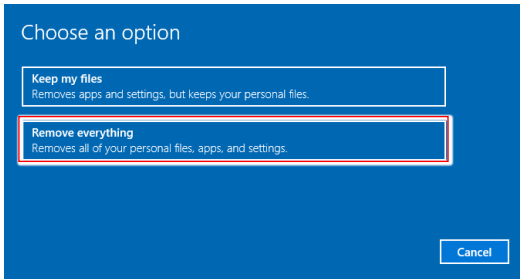 Choose an option
Keep my files
Removes apps and settings, but keeps your personal files.
Remove everything
Removes all of your personal files, apps, and settings.
Cancel